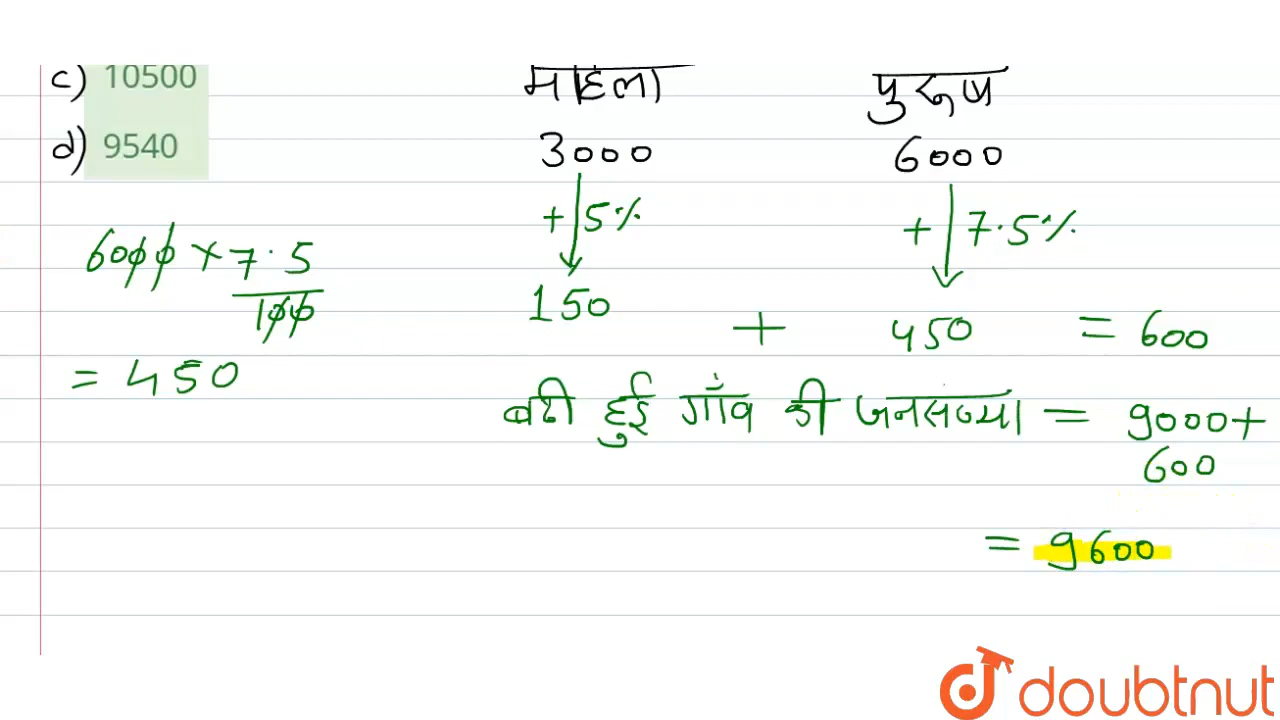 c) 10500
महिला पुरूष
d) 9540
3000 6000
+ 5% + 7.5%
6000 × 7.5
100
= 450
150 + 450 = 600
बढी हुई गाँव की जनसख्या = 9000+
600
= 9600
doubtnut